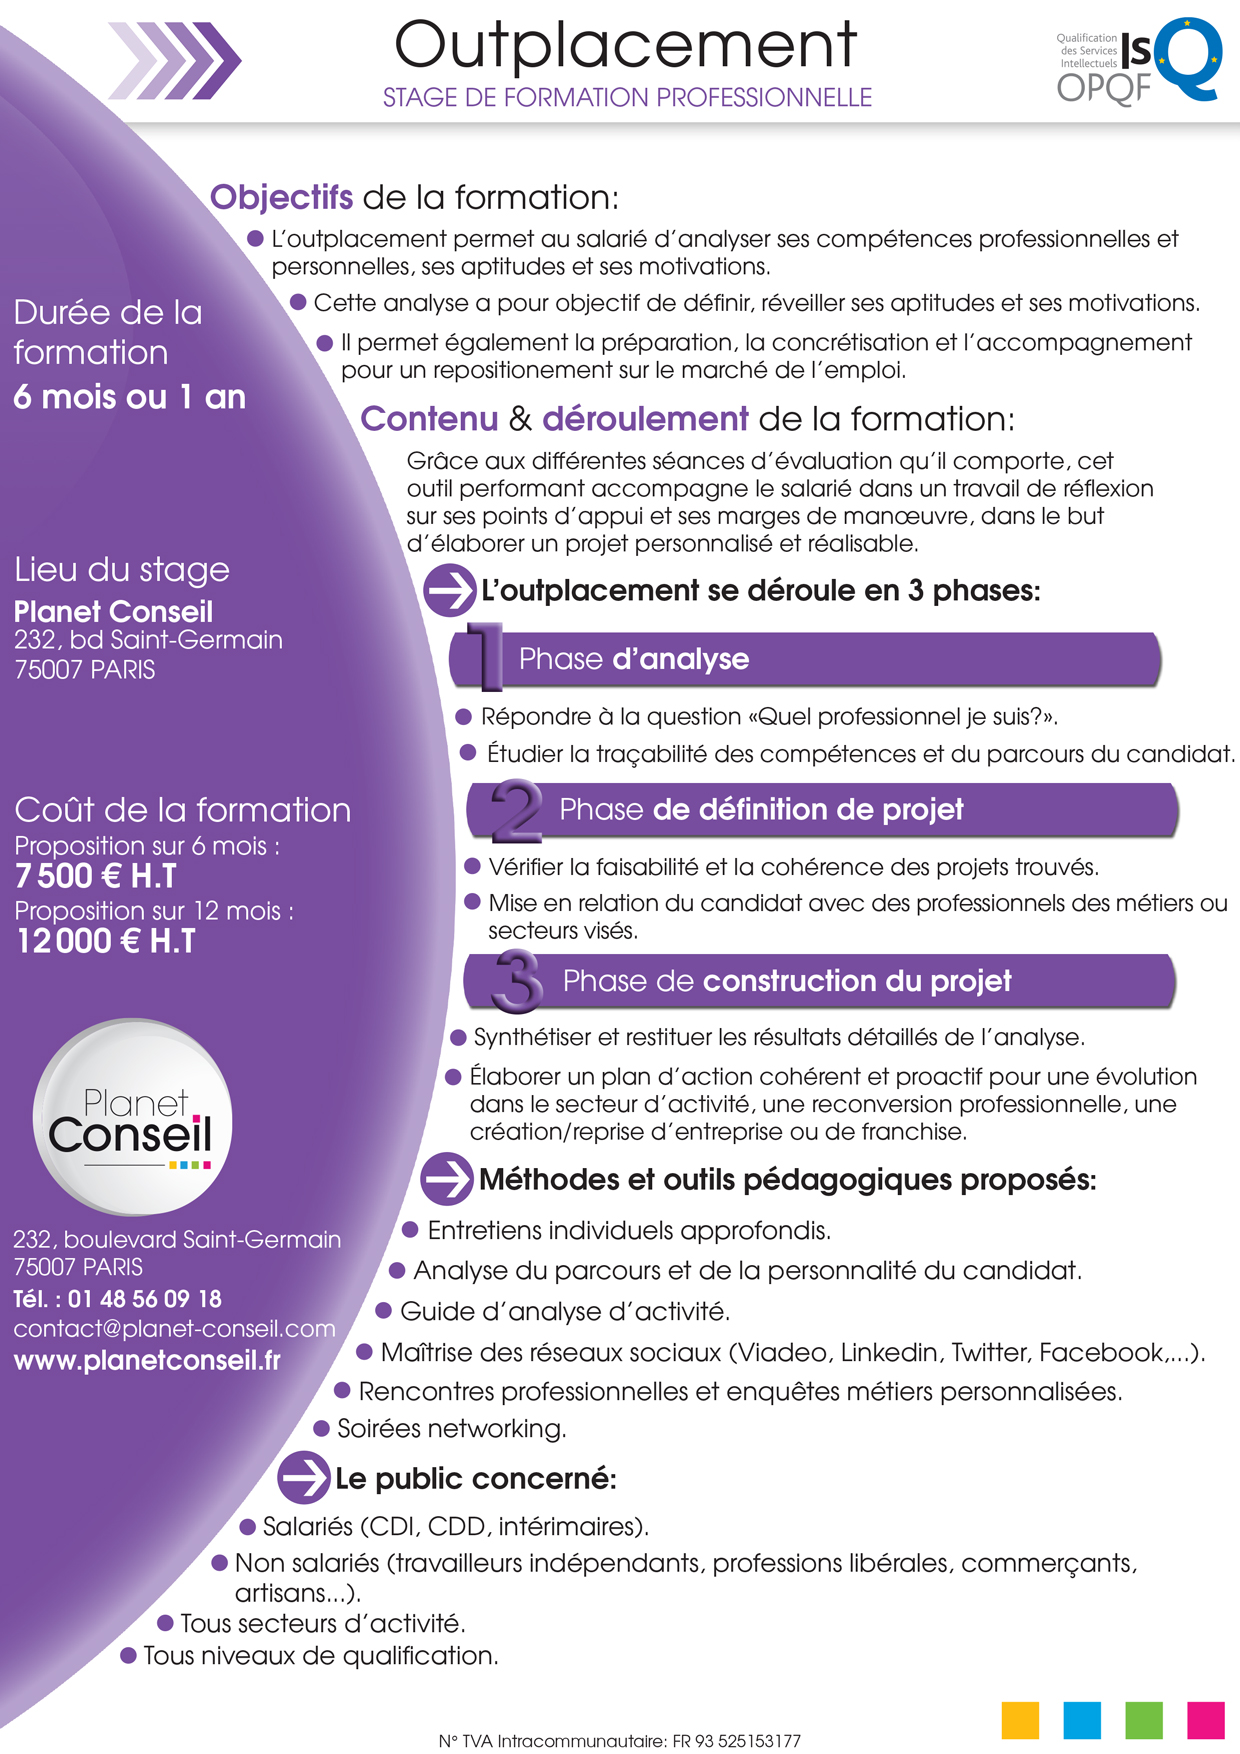 Outplacement
STAGE DE FORMATION PROFESSIONNELLE
Qualification
des Services
Intellectuels
OPQF
IsQ
Objectifs de la formation:
L'outplacement permet au salarié d'analyser ses compétences professionnelles et
personnelles, ses aptitudes et ses motivations.
Cette analyse a pour objectif de définir, réveiller ses aptitudes et ses motivations.
Il permet également la préparation, la concrétisation et l'accompagnement
pour un repositionement sur le marché de l'emploi.
Durée de la
formation
6 mois ou 1 an
Contenu & déroulement de la formation:
Grâce aux différentes séances d'évaluation qu'il comporte, cet
outil performant accompagne le salarié dans un travail de réflexion
sur ses points d'appui et ses marges de manœuvre, dans le but
d'élaborer un projet personnalisé et réalisable.
Lieu du stage
Planet Conseil
232, bd Saint-Germain
75007 PARIS
L'outplacement se déroule en 3 phases:
1 Phase d'analyse
Répondre à la question «Quel professionnel je suis?».
Étudier la traçabilité des compétences et du parcours du candidat.
2 Phase de définition de projet
Vérifier la faisabilité et la cohérence des projets trouvés.
Mise en relation du candidat avec des professionnels des métiers ou
secteurs visés.
3 Phase de construction du projet
Synthétiser et restituer les résultats détaillés de l'analyse.
Élaborer un plan d'action cohérent et proactif pour une évolution
dans le secteur d'activité, une reconversion professionnelle, une
création/reprise d'entreprise ou de franchise.
Coût de la formation
Proposition sur 6 mois :
7 500 € H.T
Proposition sur 12 mois :
12 000 € H.T
Planet
Conseil
232, boulevard Saint-Germain
75007 PARIS
Tél. : 01 48 56 09 18
contact@planet-conseil.com
www.planetconseil.fr
Méthodes et outils pédagogiques proposés:
Entretiens individuels approfondis.
Analyse du parcours et de la personnalité du candidat.
Guide d'analyse d'activité.
Maîtrise des réseaux sociaux (Viadeo, Linkedin, Twitter, Facebook,...).
Rencontres professionnelles et enquêtes métiers personnalisées.
Soirées networking.
Le public concerné:
Salariés (CDI, CDD, intérimaires).
Non salariés (travailleurs indépendants, professions libérales, commerçants,
artisans...).
Tous secteurs d'activité.
Tous niveaux de qualification.
N° TVA Intracommunautaire: FR 93 525153177